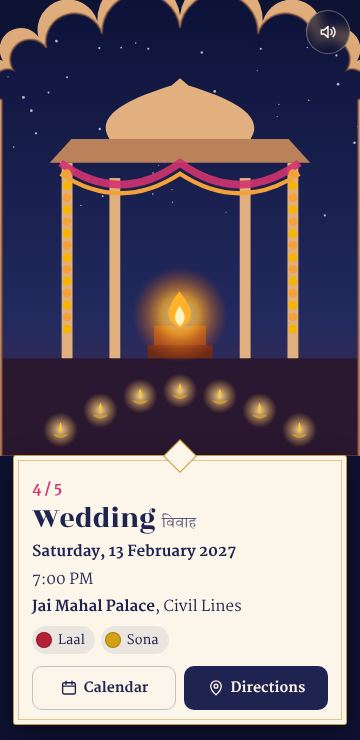 4/5
Wedding विवाह
Saturday, 13 February 2027
7:00 PM
Jai Mahal Palace, Civil Lines
Laal Sona
Calendar Directions